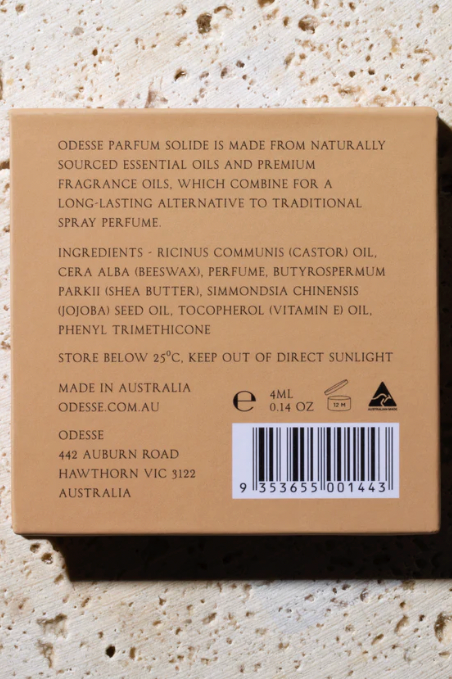 ODESSE PARFUM SOLIDE IS MADE FROM NATURALLY
SOURCED ESSENTIAL OILS AND PREMIUM
FRAGRANCE OILS, WHICH COMBINE FOR A
LONG-LASTING ALTERNATIVE TO TRADITIONAL
SPRAY PERFUME.
INGREDIENTS - RICINUS COMMUNIS (CASTOR) OIL,
CERA ALBA (BEESWAX), PERFUME, BUTYROSPERMUM
PARKII (SHEA BUTTER), SIMMONDSIA CHINENSIS
(JOJOBA) SEED OIL, TOCOPHEROL (VITAMIN E) OIL,
PHENYL TRIMETHICONE
STORE BELOW 25°C, KEEP OUT OF DIRECT SUNLIGHT
MADE IN AUSTRALIA
ODESSE.COM.AU
e 4ML
0.14 OZ
12 M
AUSTRALIAN MADE
ODESSE
442 AUBURN ROAD
HAWTHORN VIC 3122
AUSTRALIA
9 353655 001443